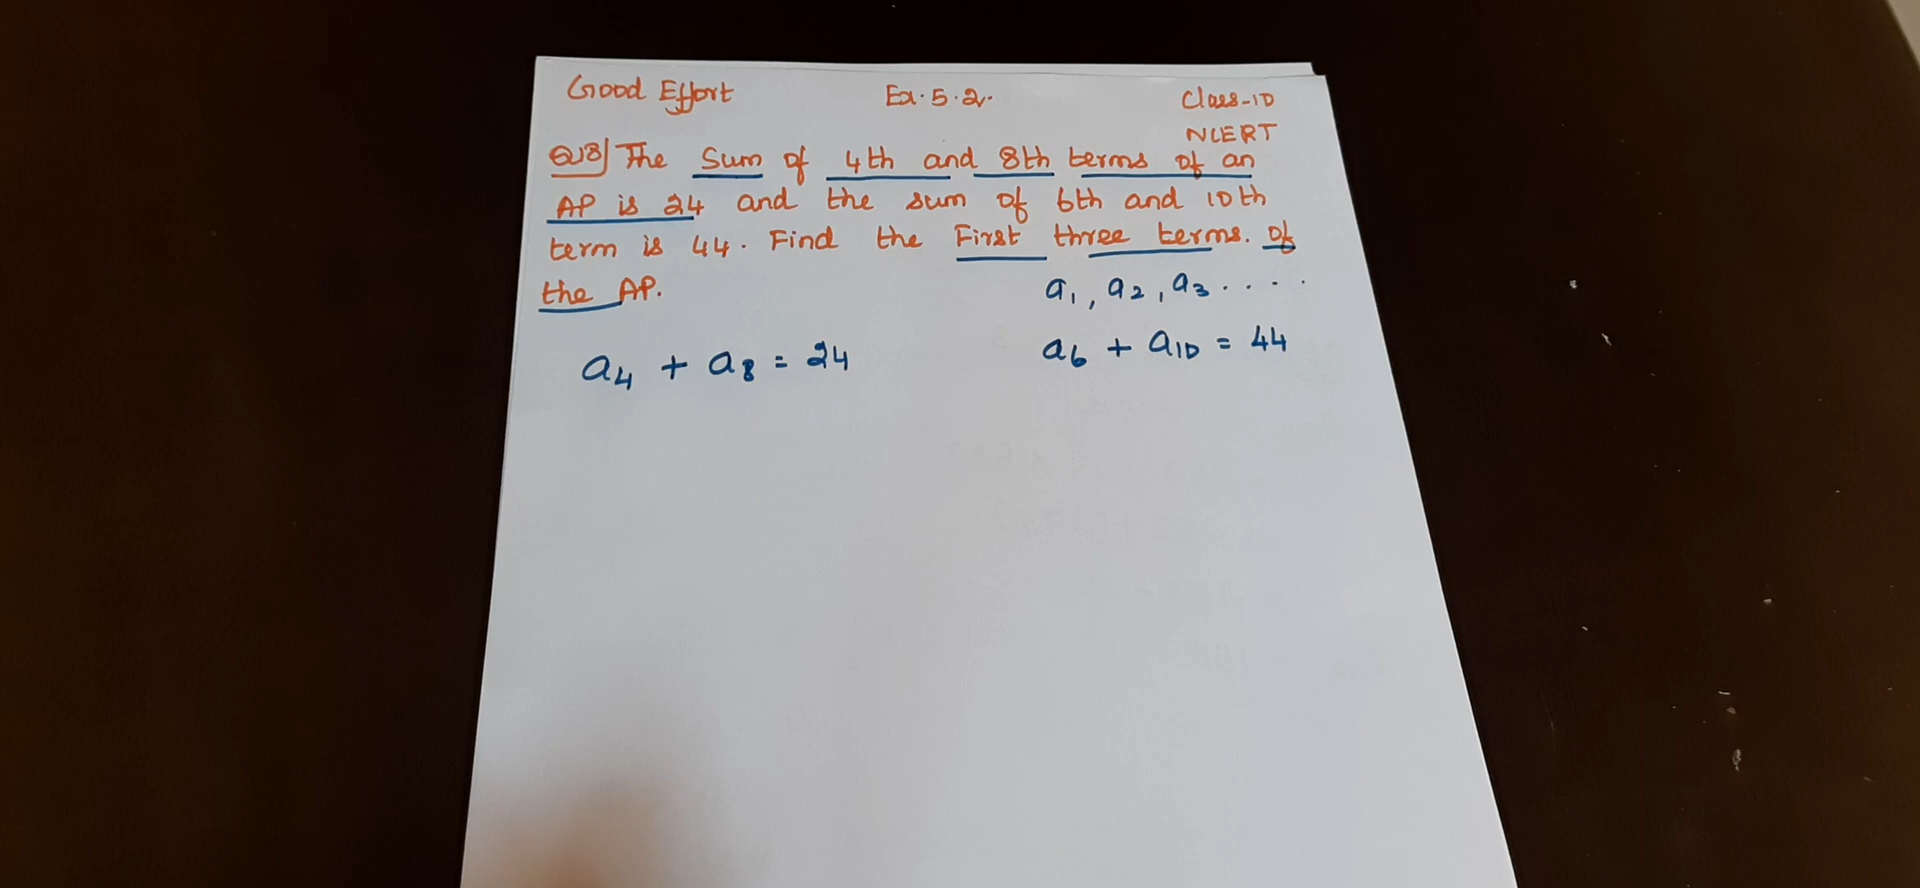 Good Effort Ex. 5.2. Class-10
NCERT
Q18) The Sum of 4th and 8th terms of an
AP is 24 and the sum of 6th and 10th
term is 44. Find the First three terms. of
the AP.
a1, a2, a3 . . . .
a4 + a8 = 24 a6 + a10 = 44